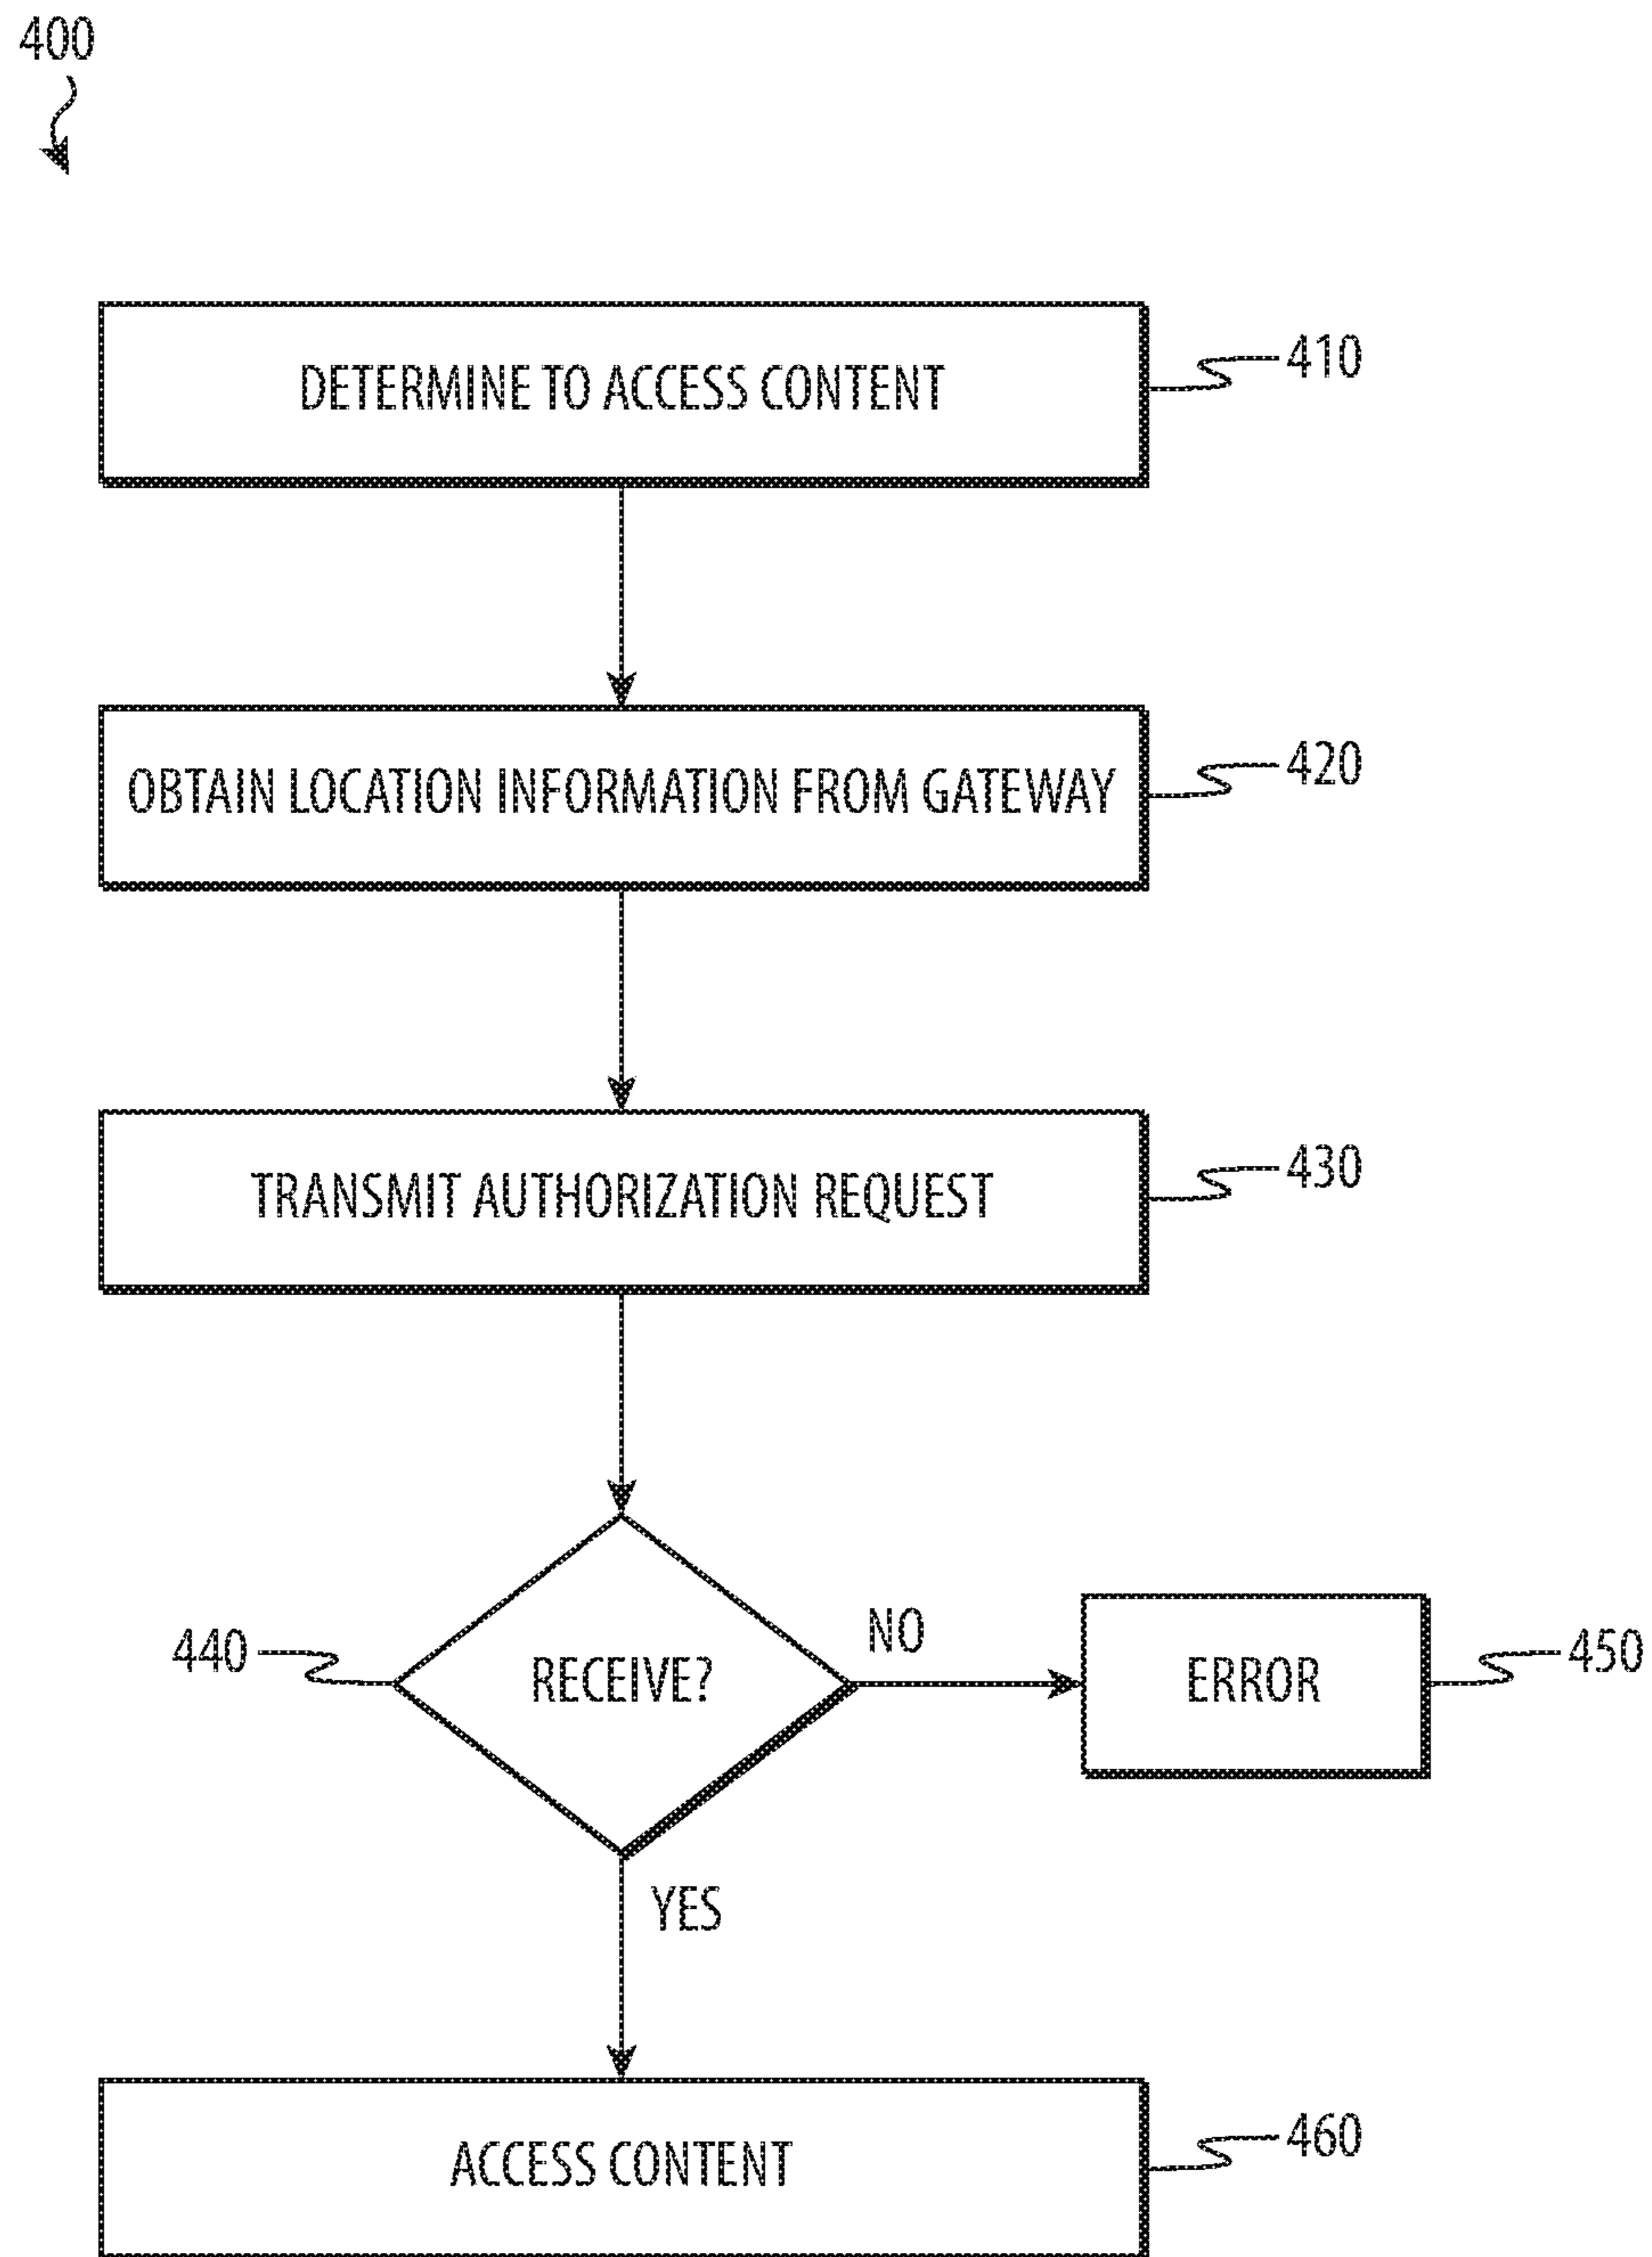 400
DETERMINE TO ACCESS CONTENT
410
OBTAIN LOCATION INFORMATION FROM GATEWAY
420
TRANSMIT AUTHORIZATION REQUEST
430
440
RECEIVE?
NO
ERROR
450
YES
ACCESS CONTENT
460